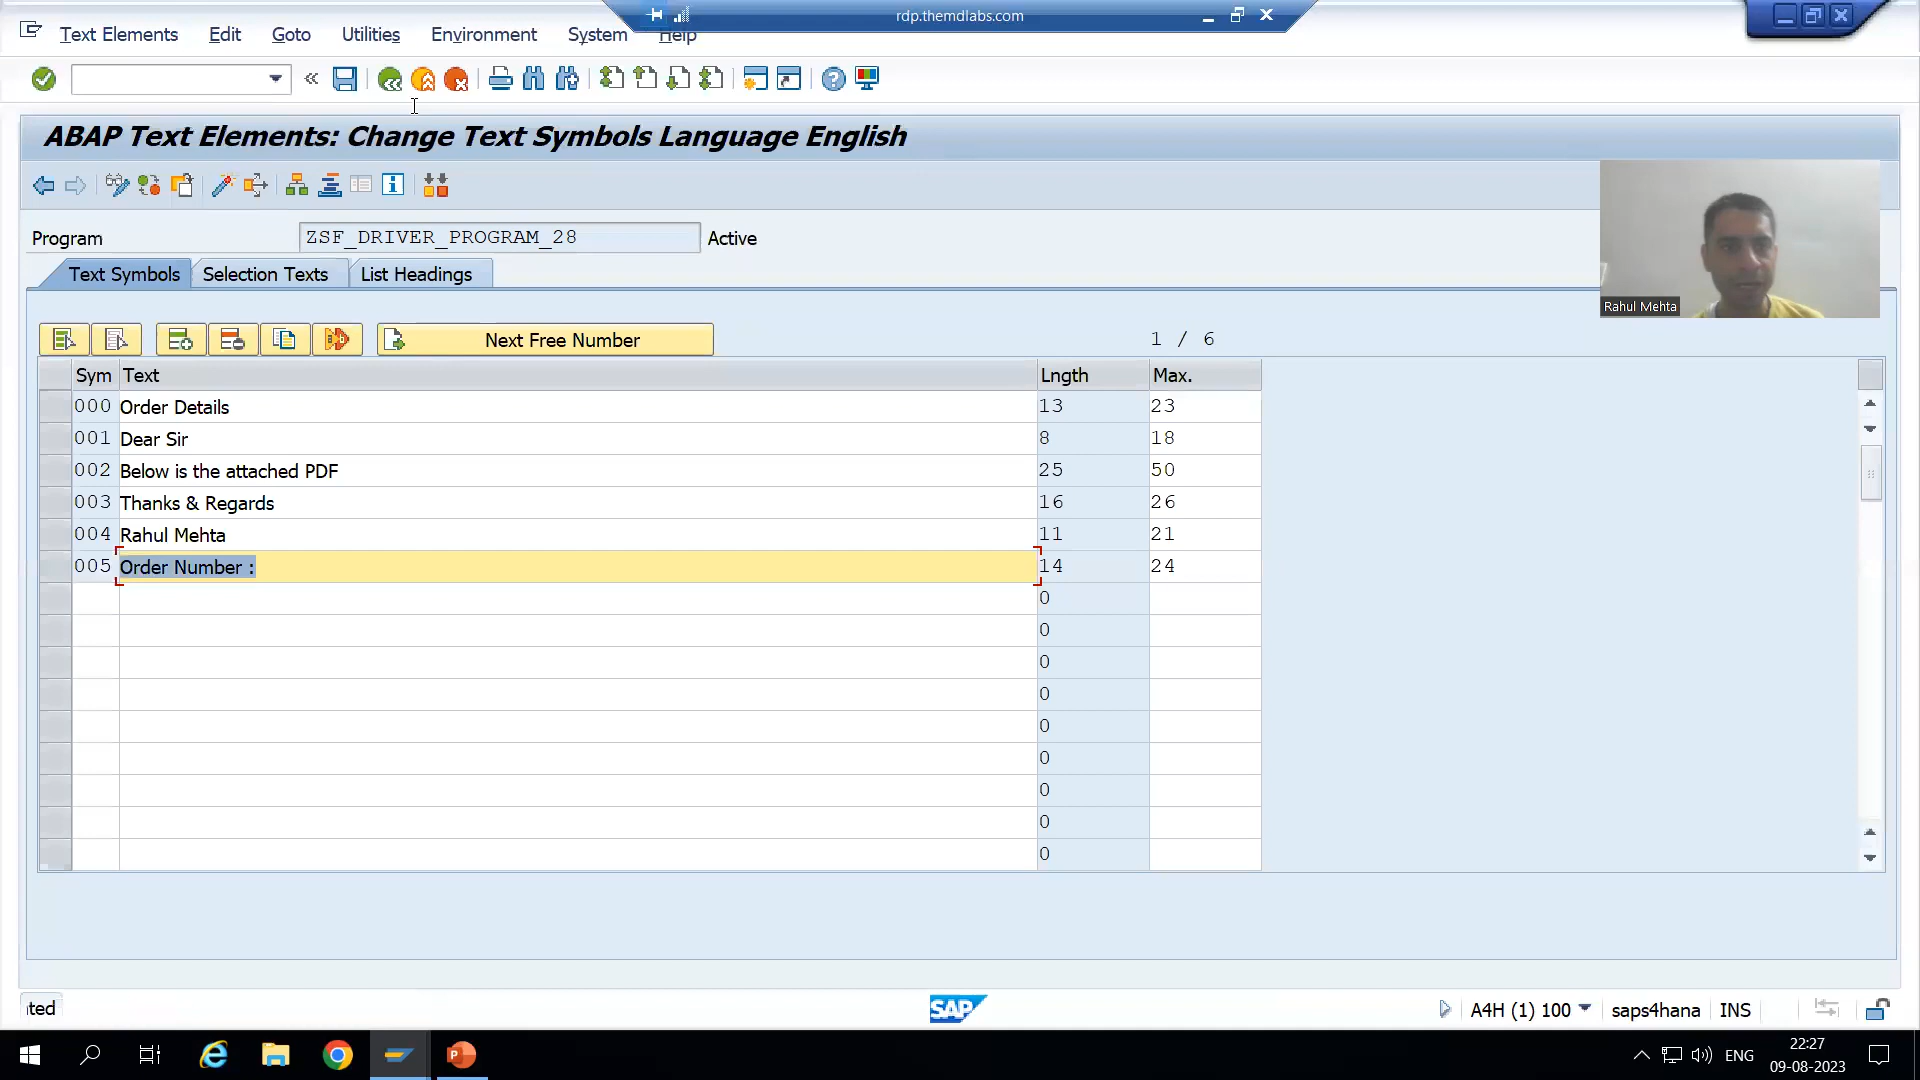 rdp.themdlabs.com
Text Elements Edit Goto Utilities Environment System Help
ABAP Text Elements: Change Text Symbols Language English
Program ZSF_DRIVER_PROGRAM_28 Active
Rahul Mehta
Text Symbols Selection Texts List Headings
Next Free Number 1 / 6
Sym Text Lngth Max.
000 Order Details 13 23
001 Dear Sir 8 18
002 Below is the attached PDF 25 50
003 Thanks & Regards 16 26
004 Rahul Mehta 11 21
005 Order Number : 14 24
0
0
0
0
0
0
0
0
0
ted SAP A4H (1) 100 saps4hana INS
ENG 22:27
09-08-2023